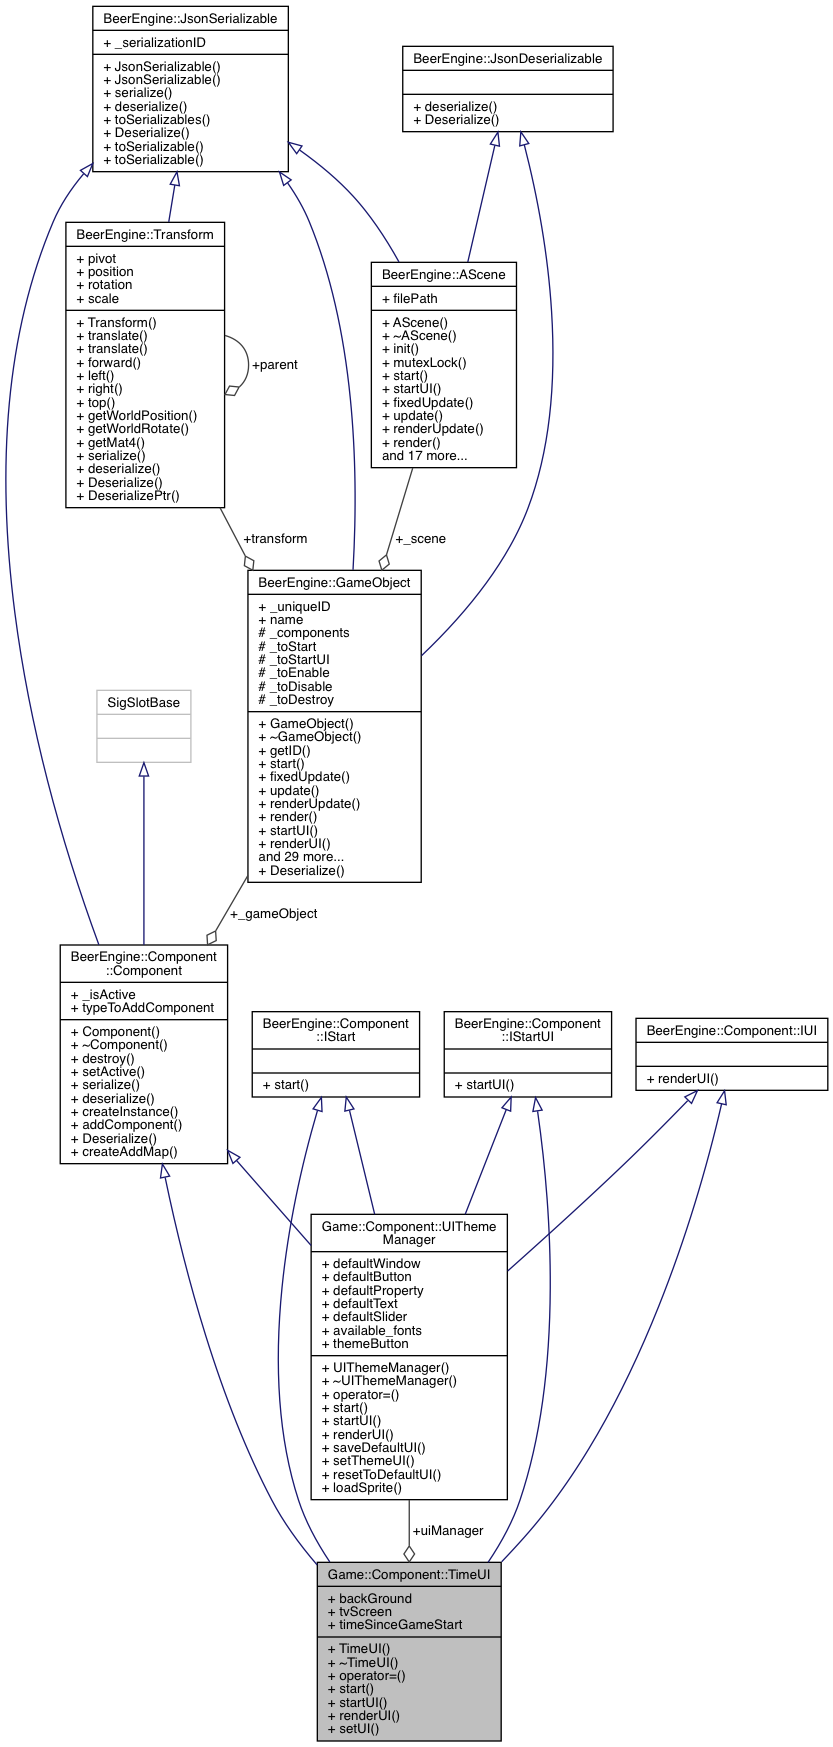 BeerEngine::JsonSerializable
+ _serializationID
+ JsonSerializable()
+ JsonSerializable()
+ serialize()
+ deserialize()
+ toSerializables()
+ Deserialize()
+ toSerializable()
+ toSerializable()
BeerEngine::JsonDeserializable
+ deserialize()
+ Deserialize()
BeerEngine::Transform
+ pivot
+ position
+ rotation
+ scale
+ Transform()
+ translate()
+ translate()
+ forward()
+ left()
+ right()
+ top()
+ getWorldPosition()
+ getWorldRotate()
+ getMat4()
+ serialize()
+ deserialize()
+ Deserialize()
+ DeserializePtr()
+parent
BeerEngine::AScene
+ filePath
+ AScene()
+ ~AScene()
+ init()
+ mutexLock()
+ start()
+ startUI()
+ fixedUpdate()
+ update()
+ renderUpdate()
+ render()
and 17 more...
+transform
+_scene
BeerEngine::GameObject
+ _uniqueID
+ name
# _components
# _toStart
# _toStartUI
# _toEnable
# _toDisable
# _toDestroy
+ GameObject()
+ ~GameObject()
+ getID()
+ start()
+ fixedUpdate()
+ update()
+ renderUpdate()
+ render()
+ startUI()
+ renderUI()
and 29 more...
+ Deserialize()
SigSlotBase
+_gameObject
BeerEngine::Component
::Component
+ _isActive
+ typeToAddComponent
+ Component()
+ ~Component()
+ destroy()
+ setActive()
+ serialize()
+ deserialize()
+ createInstance()
+ addComponent()
+ Deserialize()
+ createAddMap()
BeerEngine::Component
::IStart
+ start()
BeerEngine::Component
::IStartUI
+ startUI()
BeerEngine::Component::IUI
+ renderUI()
Game::Component::UITheme
Manager
+ defaultWindow
+ defaultButton
+ defaultProperty
+ defaultText
+ defaultSlider
+ available_fonts
+ themeButton
+ UIThemeManager()
+ ~UIThemeManager()
+ operator=()
+ start()
+ startUI()
+ renderUI()
+ saveDefaultUI()
+ setThemeUI()
+ resetToDefaultUI()
+ loadSprite()
+uiManager
Game::Component::TimeUI
+ backGround
+ tvScreen
+ timeSinceGameStart
+ TimeUI()
+ ~TimeUI()
+ operator=()
+ start()
+ startUI()
+ renderUI()
+ setUI()